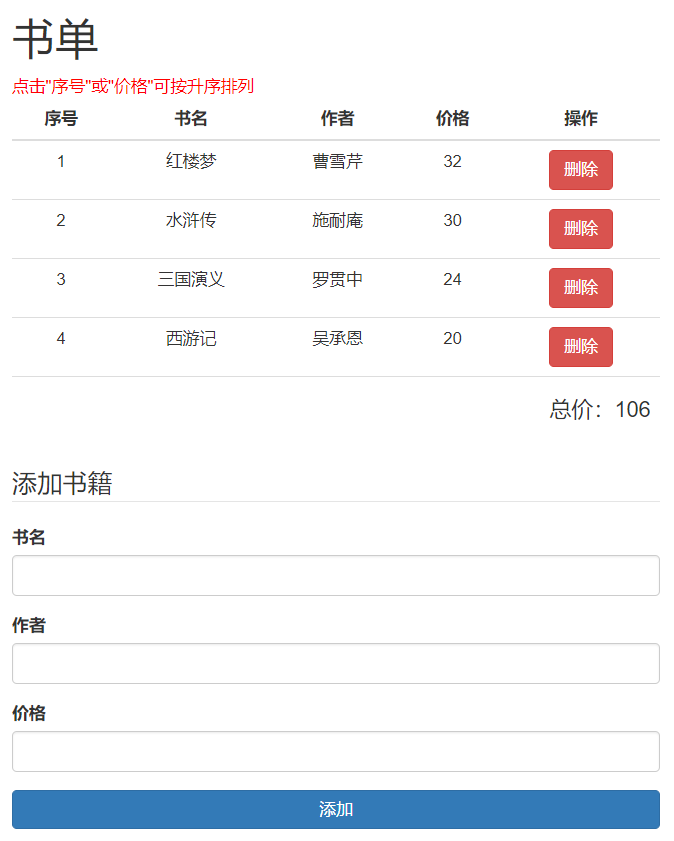 书单
点击"序号"或"价格"可按升序排列
序号 书名 作者 价格 操作
1 红楼梦 曹雪芹 32 删除
2 水浒传 施耐庵 30 删除
3 三国演义 罗贯中 24 删除
4 西游记 吴承恩 20 删除
总价：106
添加书籍
书名
作者
价格
添加